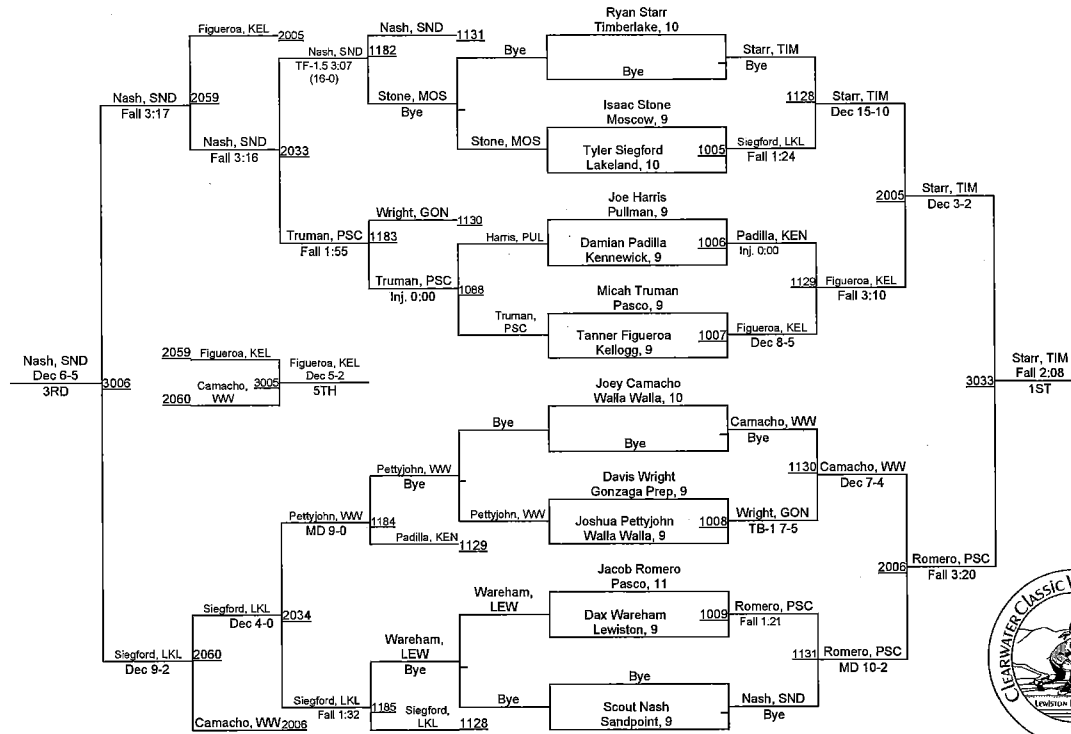 Figueroa, KEL
2005
Nash, SND
2059
Fall 3:17
Nash, SND
Fall 3:16
2033
Nash, SND
TF-1.5 3:07
(16-0)
1182
Nash, SND
1131
Stone, MOS
Bye
Bye
Stone, MOS
Ryan Starr
Timberlake, 10
Bye
Starr, TIM
Bye
Isaac Stone
Moscow, 9
Tyler Siegford
Lakeland, 10
1005
Siegford, LKL
Fall 1:24
1128
Starr, TIM
Dec 15-10
Truman, PSC
Fall 1:55
1183
Wright, GON
1130
Truman, PSC
Inj. 0:00
1088
Harris, PUL
Truman,
PSC
Joe Harris
Pullman, 9
Damian Padilla
Kennewick, 9
1006
Padilla, KEN
Inj. 0:00
Micah Truman
Pasco, 9
Tanner Figueroa
Kellogg, 9
1007
Figueroa, KEL
Dec 8-5
1129
Figueroa, KEL
Fall 3:10
2005
Starr, TIM
Dec 3-2
Nash, SND
Dec 6-5
3RD
3006
2059
Figueroa, KEL
Camacho,
WW
2060
3005
Figueroa, KEL
Dec 5-2
5TH
3033
Starr, TIM
Fall 2:08
1ST
Joey Camacho
Walla Walla, 10
Bye
Camacho, WW
Bye
Bye
Pettyjohn, WW
Bye
Pettyjohn, WW
Davis Wright
Gonzaga Prep, 9
Joshua Pettyjohn
Walla Walla, 9
1008
Wright, GON
TB-1 7-5
1130
Camacho, WW
Dec 7-4
Pettyjohn, WW
MD 9-0
1184
Padilla, KEN
1129
2006
Romero, PSC
Fall 3:20
Siegford, LKL
Dec 4-0
2034
Siegford, LKL
Dec 9-2
2060
Camacho, WW
2006
Siegford, LKL
Fall 1:32
1185
Wareham,
LEW
Bye
Siegford,
LKL
1128
Wareham,
LEW
Bye
Jacob Romero
Pasco, 11
Dax Wareham
Lewiston, 9
1009
Romero, PSC
Fall 1:21
Bye
Scout Nash
Sandpoint, 9
Nash, SND
Bye
1131
Romero, PSC
MD 10-2
CLEARWATER CLASSIC
LEWISTON